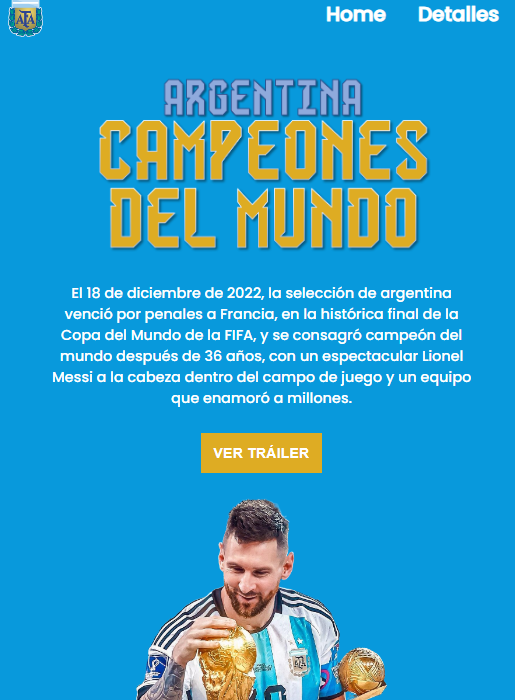 AFA
Home Detalles
ARGENTINA
CAMPEONES
DEL MUNDO
El 18 de diciembre de 2022, la selección de argentina
venció por penales a Francia, en la histórica final de la
Copa del Mundo de la FIFA, y se consagró campeón del
mundo después de 36 años, con un espectacular Lionel
Messi a la cabeza dentro del campo de juego y un equipo
que enamoró a millones.
VER TRÁILER